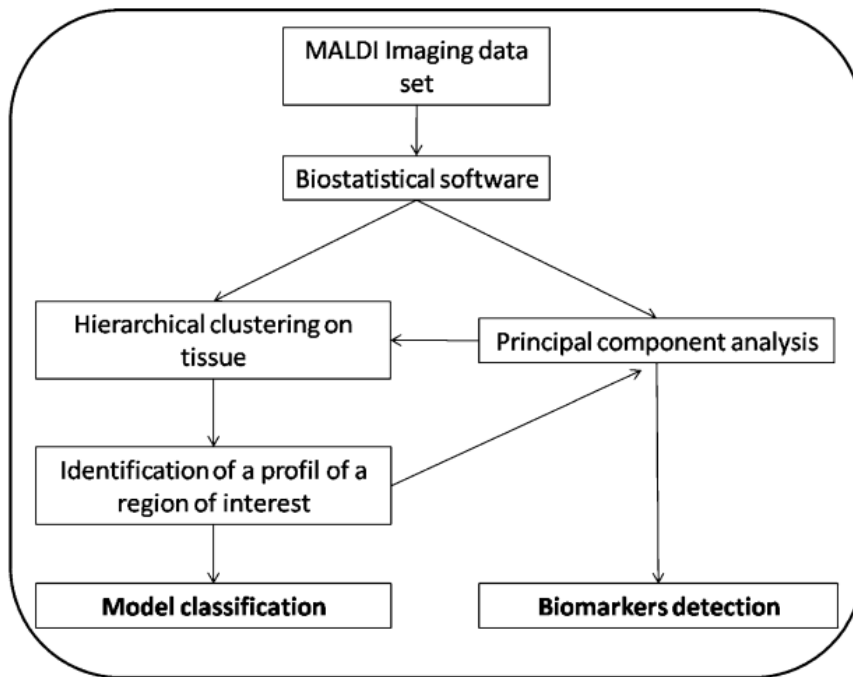 MALDI Imaging data
set
Biostatistical software
Hierarchical clustering on
tissue
Principal component analysis
Identification of a profil of a
region of interest
Model classification
Biomarkers detection